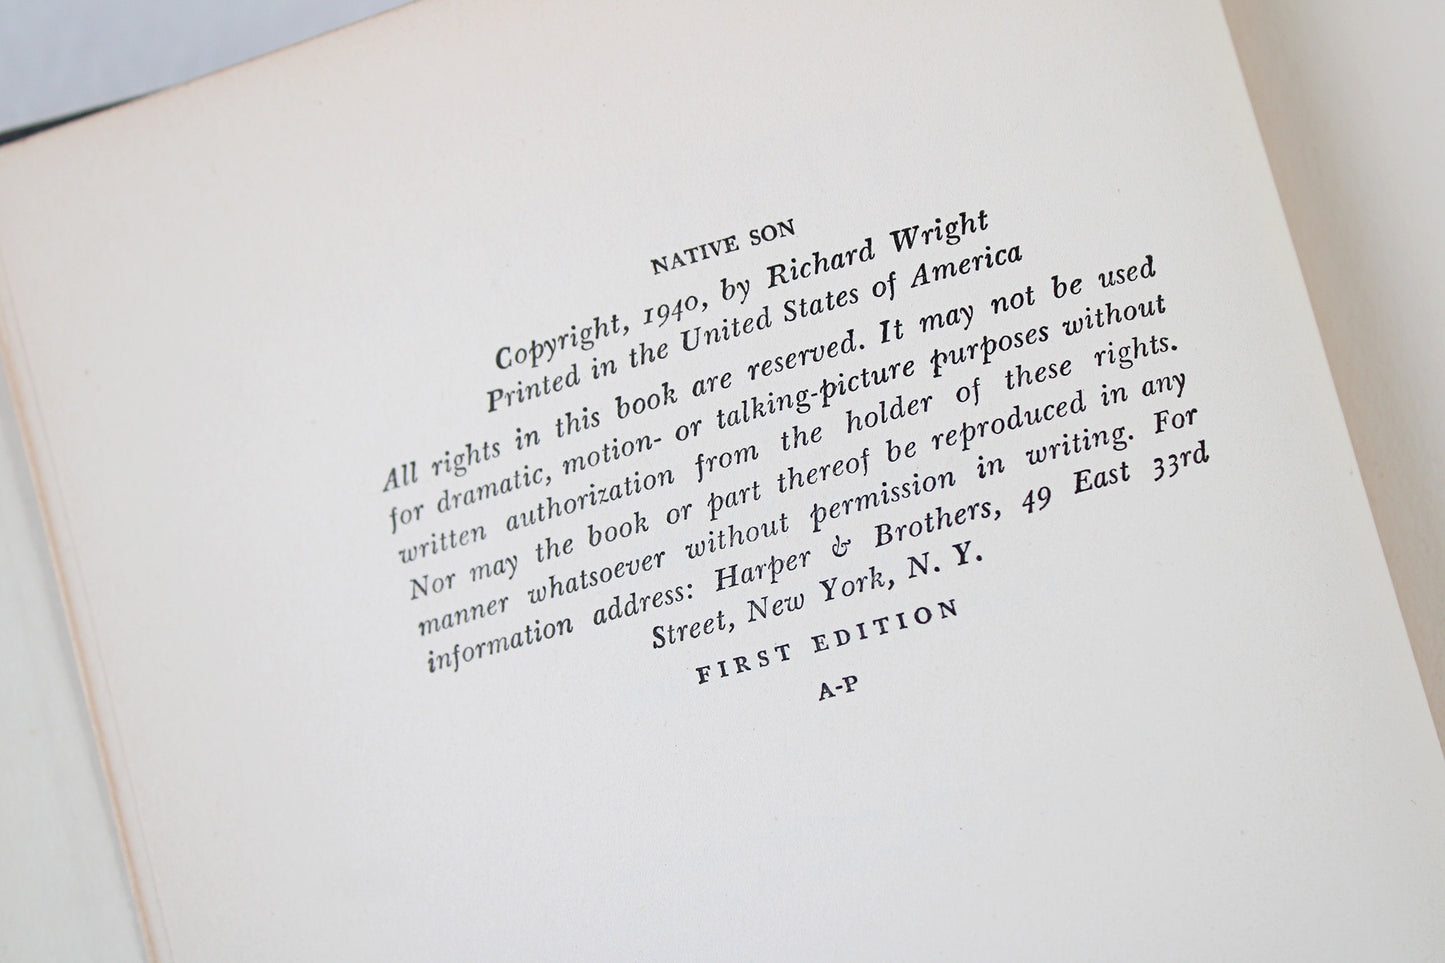 NATIVE SON
Copyright, 1940, by Richard Wright
Printed in the United States of America
All rights in this book are reserved. It may not be used
for dramatic, motion- or talking-picture purposes without
written authorization from the holder of these rights.
Nor may the book or part thereof be reproduced in any
manner whatsoever without permission in writing. For
information address: Harper & Brothers, 49 East 33rd
Street, New York, N. Y.
FIRST EDITION
A-P